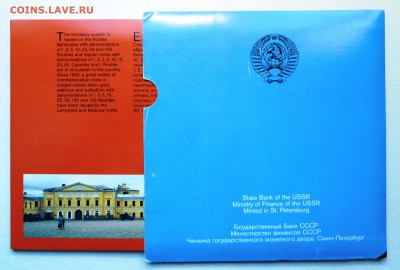 COINS.LAVE.RU
The monetary system is
based on the Rouble.
Banknotes with denominations
of 1, 3, 5, 10, 25, 50 and 100
Roubles and regular coins with
denominations of 1, 2, 3, 5, 10, 15,
20, 25, 50 Copecks and 1 Rouble
are in circulation in the country.
Since 1965, a great variety of
commemorative coins in
copper-nickel, silver, gold,
platinum and palladium with
denominations of 1, 3, 5, 10,
25, 50, 100 and 150 Roubles
have been issued by the
Leningrad and Moscow mints.
State Bank of the USSR
Ministry of Finance of the USSR
Minted in St. Petersburg
Государственный Банк СССР
Министерство финансов СССР
Чеканка государственного монетного двора, Санкт-Петербург